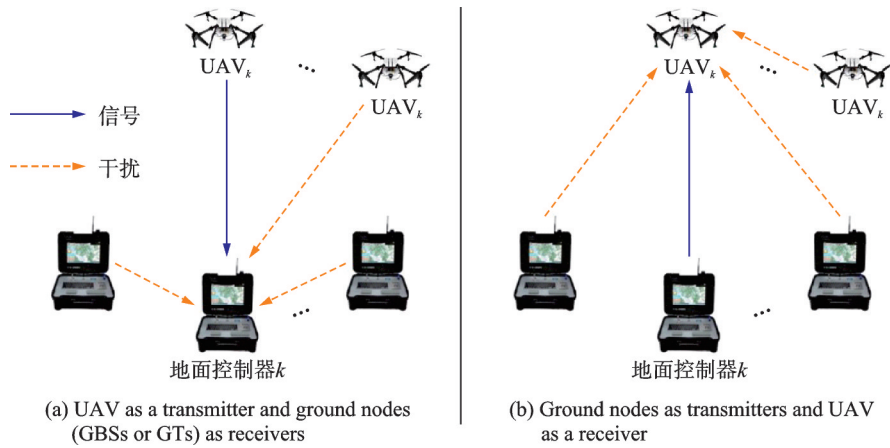 UAVk
...
UAVk
信号
干扰
...
地面控制器k
(a) UAV as a transmitter and ground nodes
(GBSs or GTs) as receivers
UAVk
...
UAVk
...
地面控制器k
(b) Ground nodes as transmitters and UAV
as a receiver